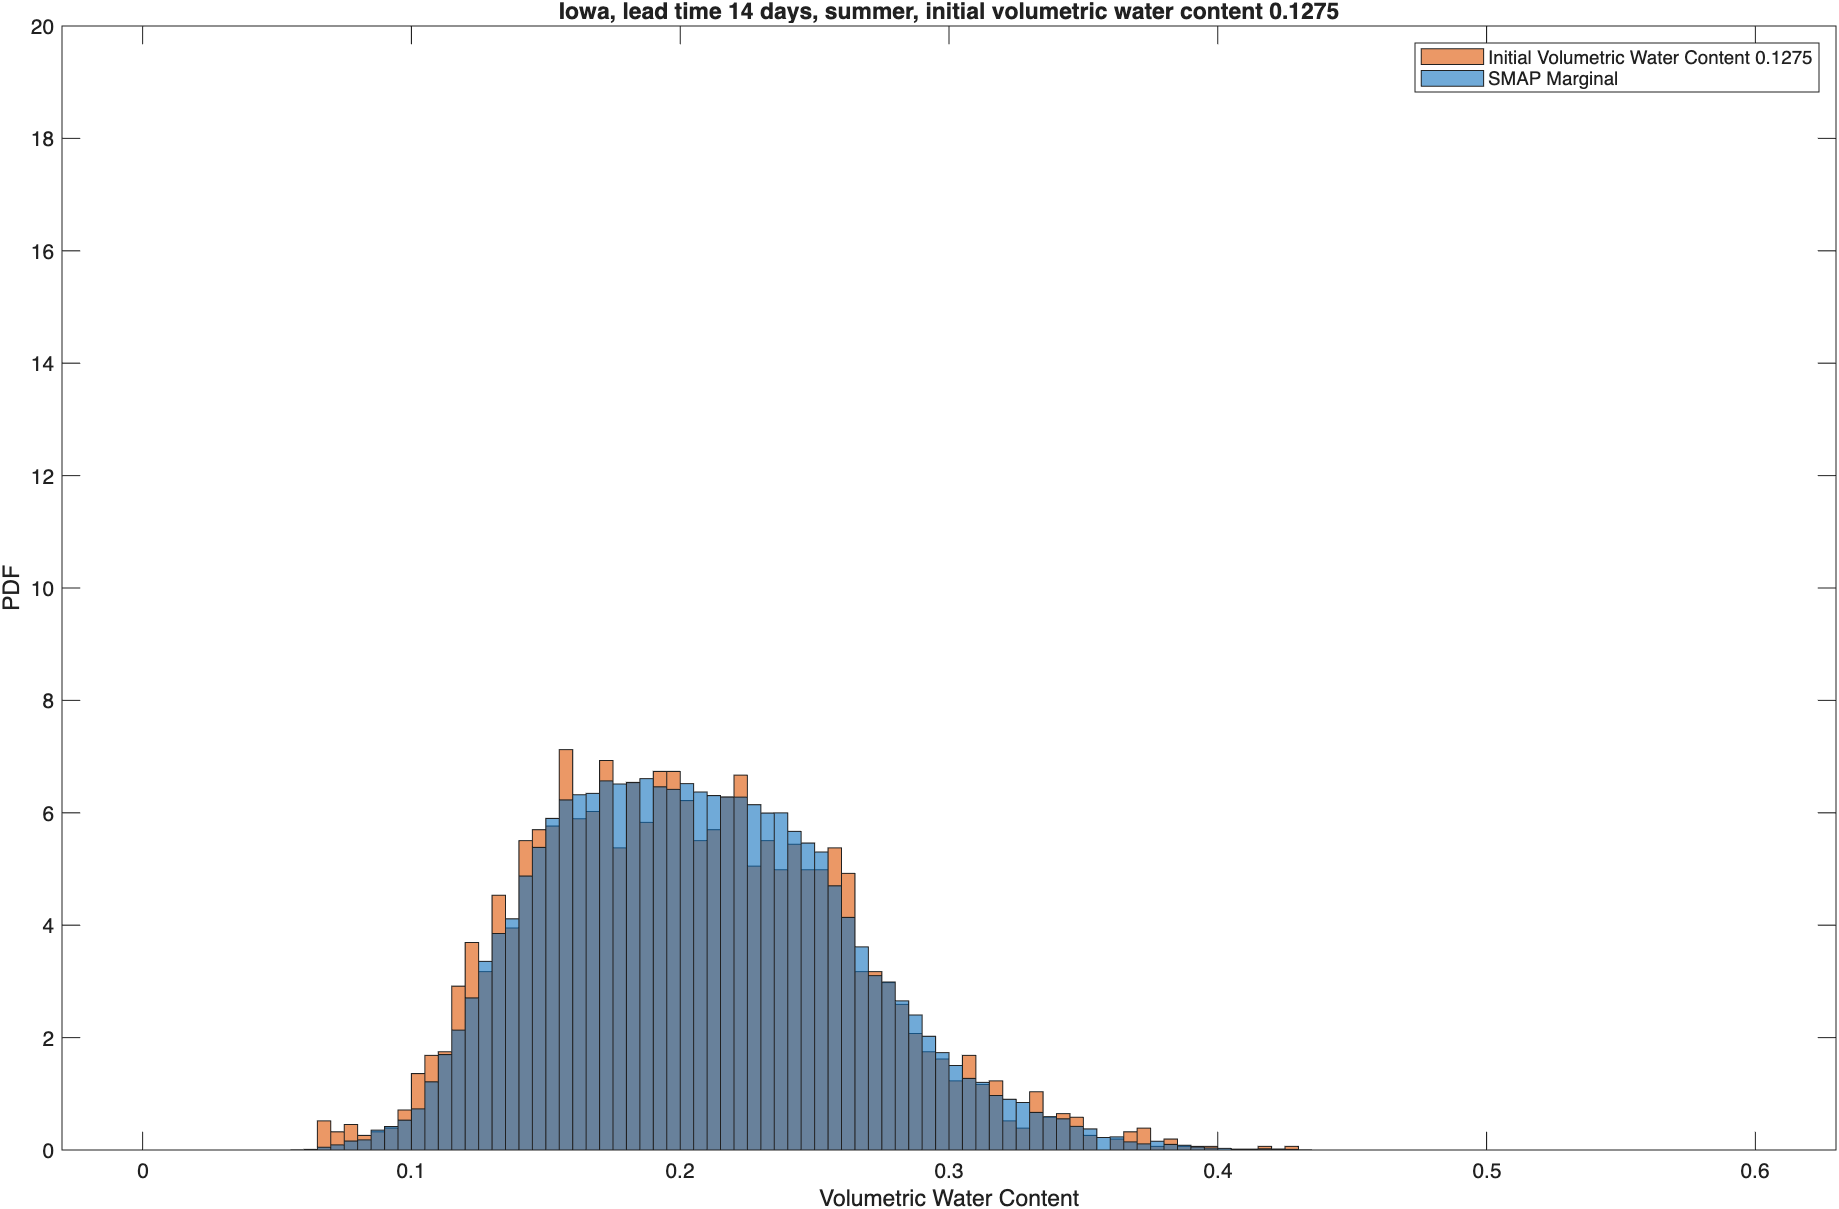 Iowa, lead time 14 days, summer, initial volumetric water content 0.1275
Initial Volumetric Water Content 0.1275
SMAP Marginal
20
18
16
14
12
10
8
6
4
2
0
PDF
0 0.1 0.2 0.3 0.4 0.5 0.6
Volumetric Water Content